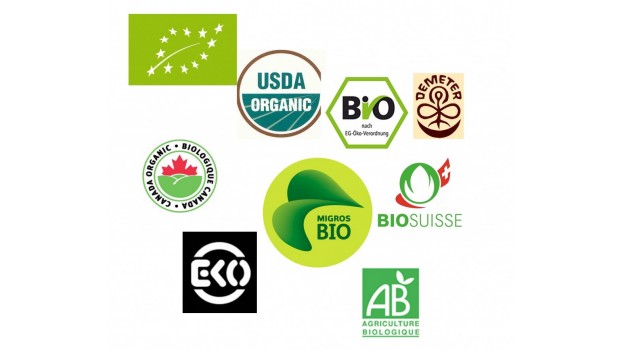 USDA
ORGANIC
BiO
nach
EG-Öko-Verordnung
DEMETER
CANADA ORGANIC • BIOLOGIQUE CANADA •
MIGROS
BIO
BIOSUISSE
EKO
AB
AGRICULTURE
BIOLOGIQUE